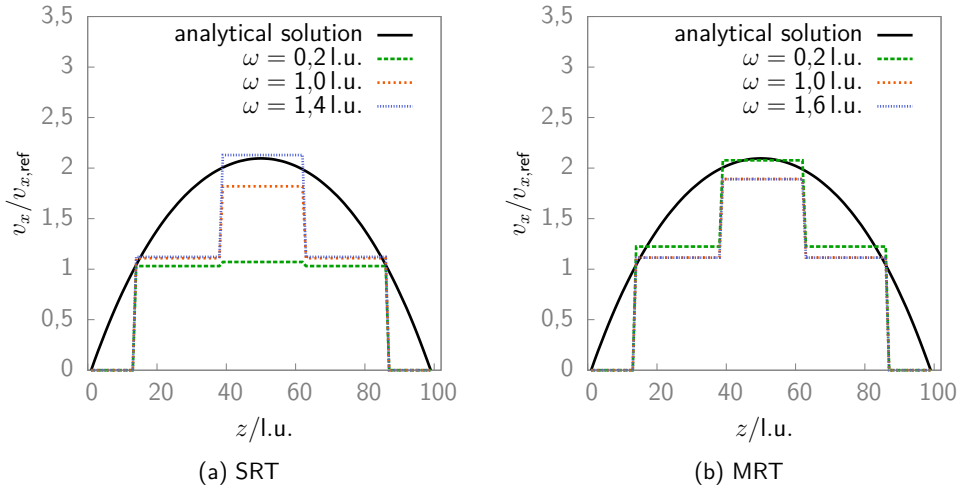 analytical solution
ω = 0,2 l.u.
ω = 1,0 l.u.
ω = 1,4 l.u.
3,5
3
2,5
2
1,5
1
0,5
0
v_x/v_x,ref
0 20 40 60 80 100
z/l.u.
(a) SRT
analytical solution
ω = 0,2 l.u.
ω = 1,0 l.u.
ω = 1,6 l.u.
3,5
3
2,5
2
1,5
1
0,5
0
v_x/v_x,ref
0 20 40 60 80 100
z/l.u.
(b) MRT